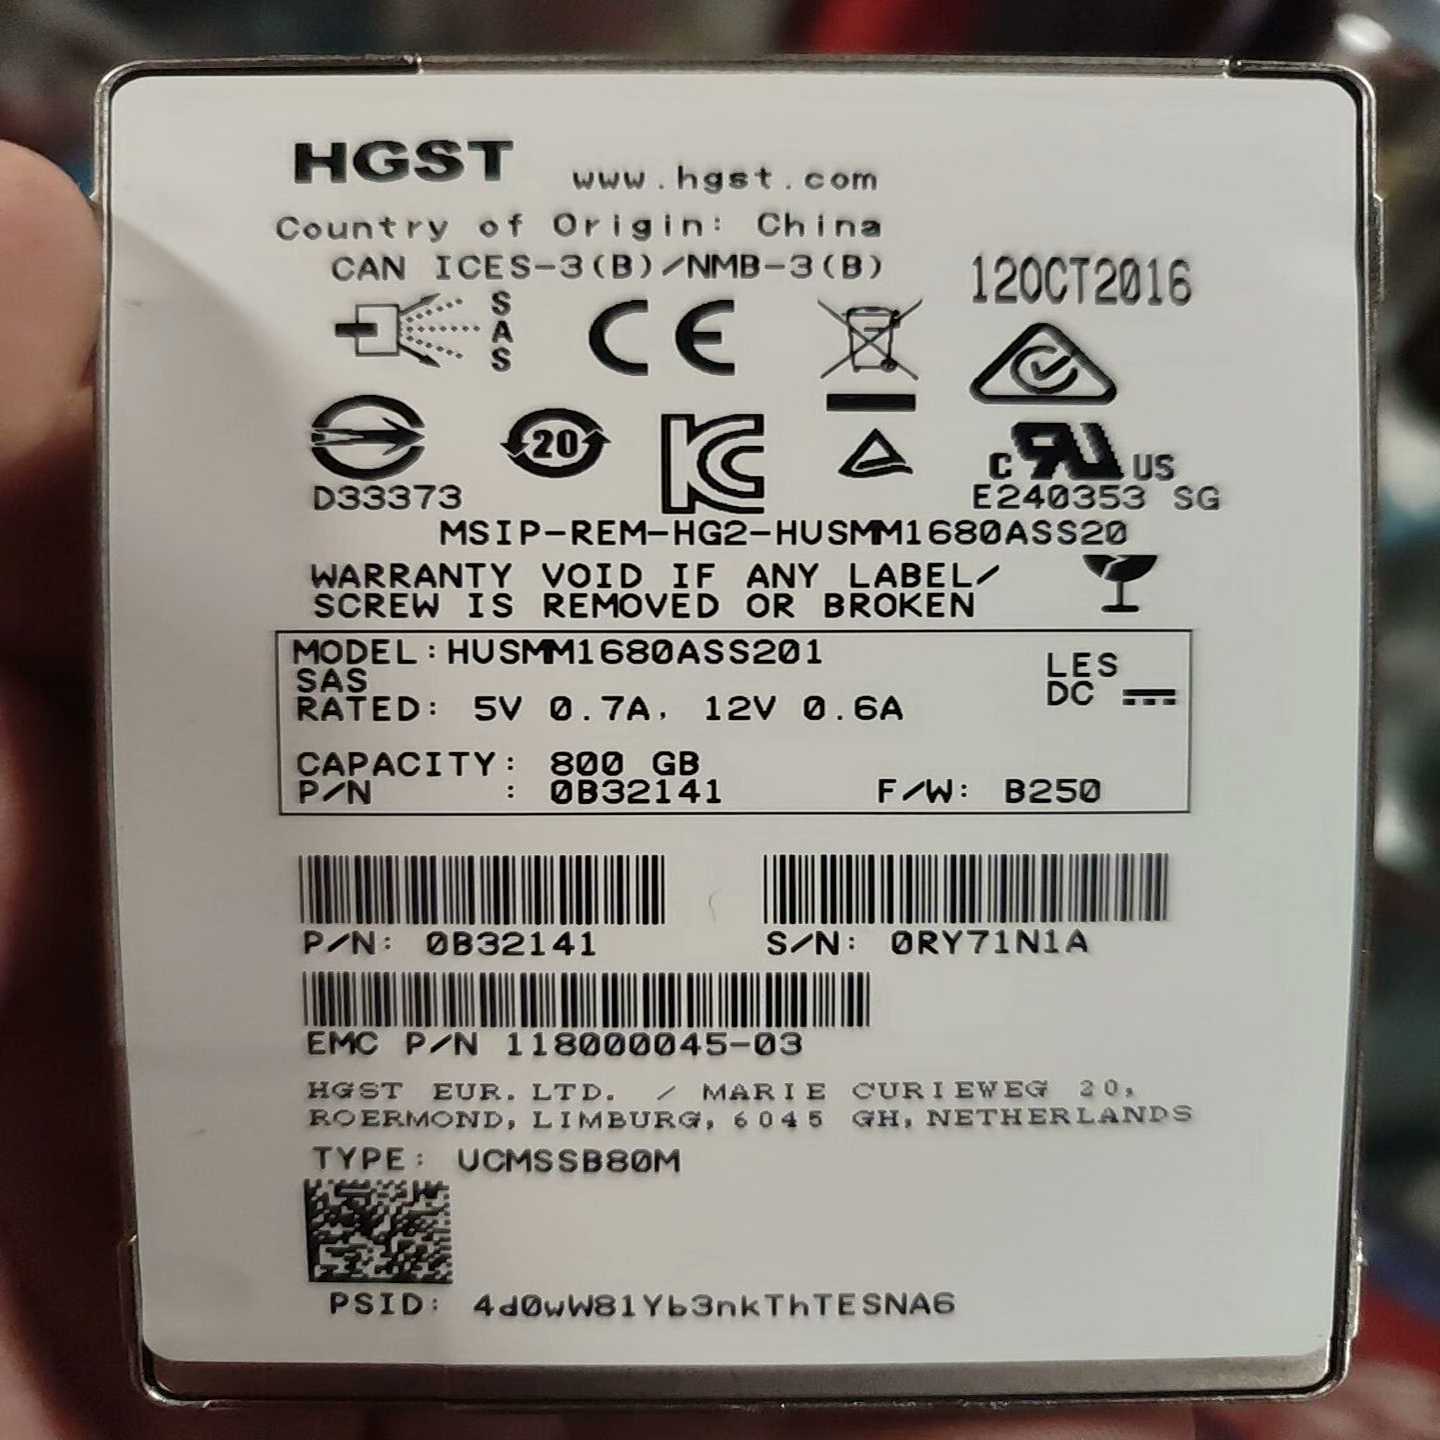 HGST www.hgst.com
Country of Origin: China
CAN ICES-3(B)/NMB-3(B)
12OCT2016
SAS
CE
D33373
20
KC
C UR US
E240353 SG
MSIP-REM-HG2-HUSMM1680ASS20
WARRANTY VOID IF ANY LABEL/
SCREW IS REMOVED OR BROKEN
MODEL:HUSMM1680ASS201
SAS
LES
DC
RATED: 5V 0.7A, 12V 0.6A
CAPACITY: 800 GB
P/N : 0B32141 F/W: B250
P/N: 0B32141 S/N: 0RY71N1A
EMC P/N 118000045-03
HGST EUR.LTD. / MARIE CURIEWEG 20,
ROERMOND, LIMBURG, 6045 GH, NETHERLANDS
TYPE: UCMSSB80M
PSID: 4d0wW81Yb3nkThTESNA6